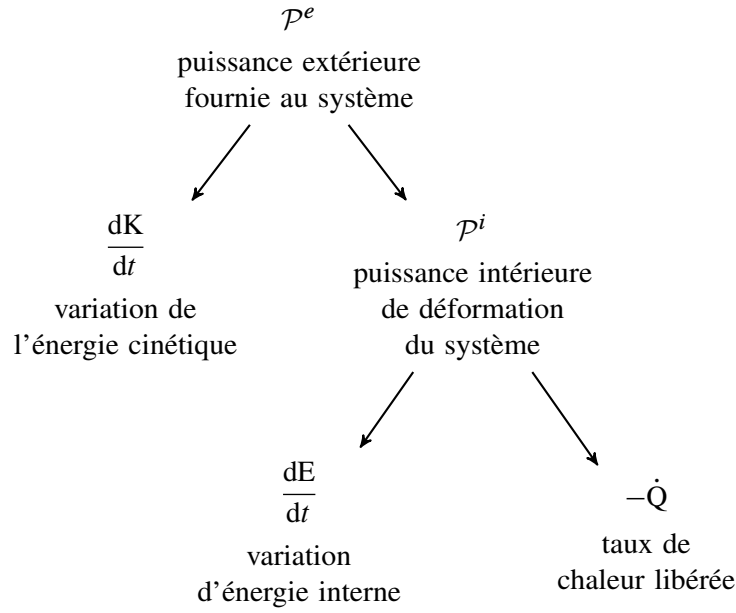 𝒫ᵉ
puissance extérieure
fournie au système
dK
dt
variation de
l'énergie cinétique
𝒫ⁱ
puissance intérieure
de déformation
du système
dE
dt
variation
d'énergie interne
−Q̇
taux de
chaleur libérée